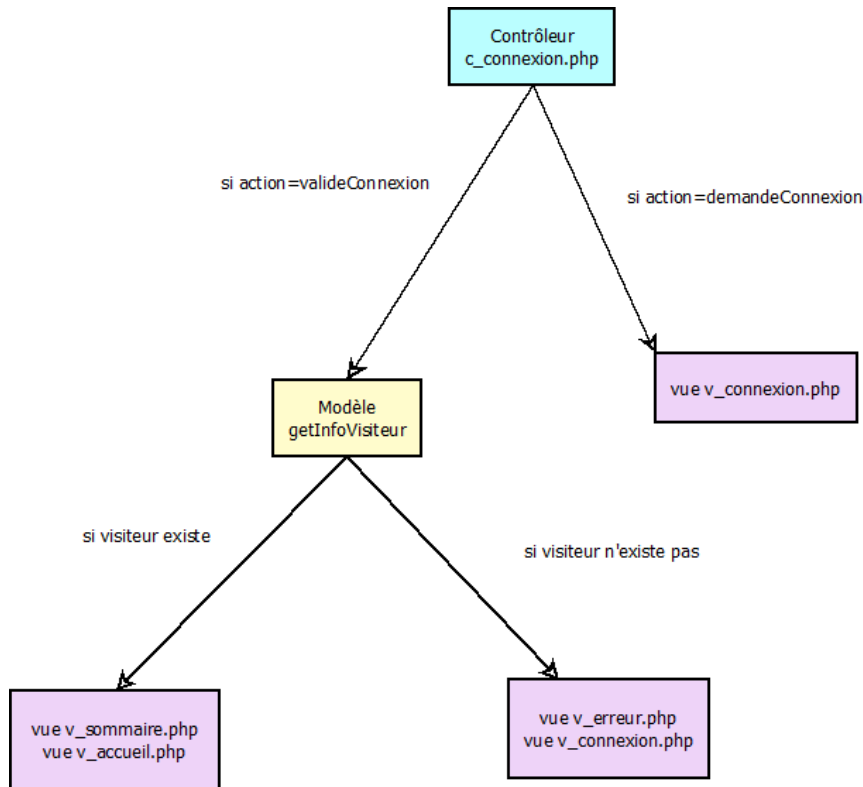 Contrôleur
c_connexion.php
si action=valideConnexion
si action=demandeConnexion
vue v_connexion.php
Modèle
getInfoVisiteur
si visiteur existe
si visiteur n'existe pas
vue v_sommaire.php
vue v_accueil.php
vue v_erreur.php
vue v_connexion.php